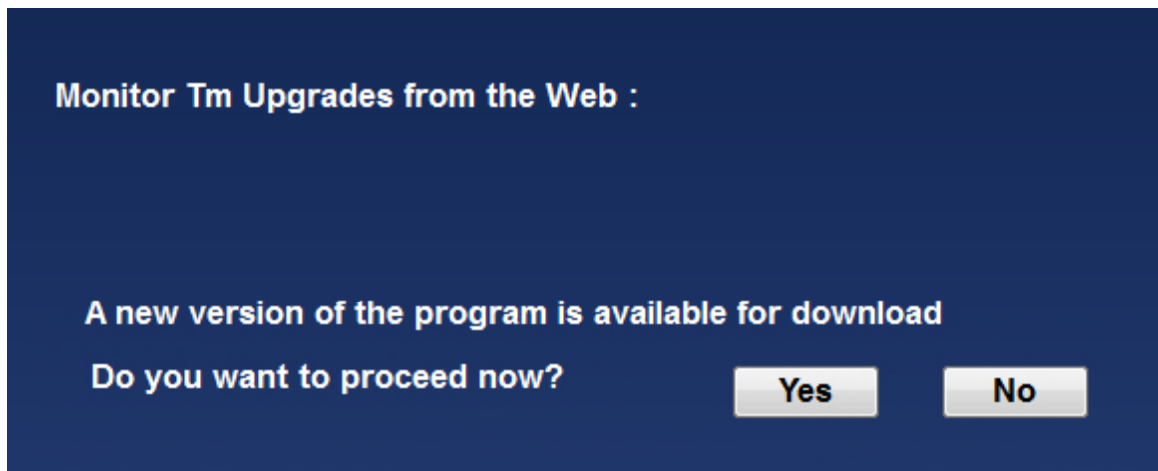 Monitor Tm Upgrades from the Web :
A new version of the program is available for download
Do you want to proceed now?
Yes No